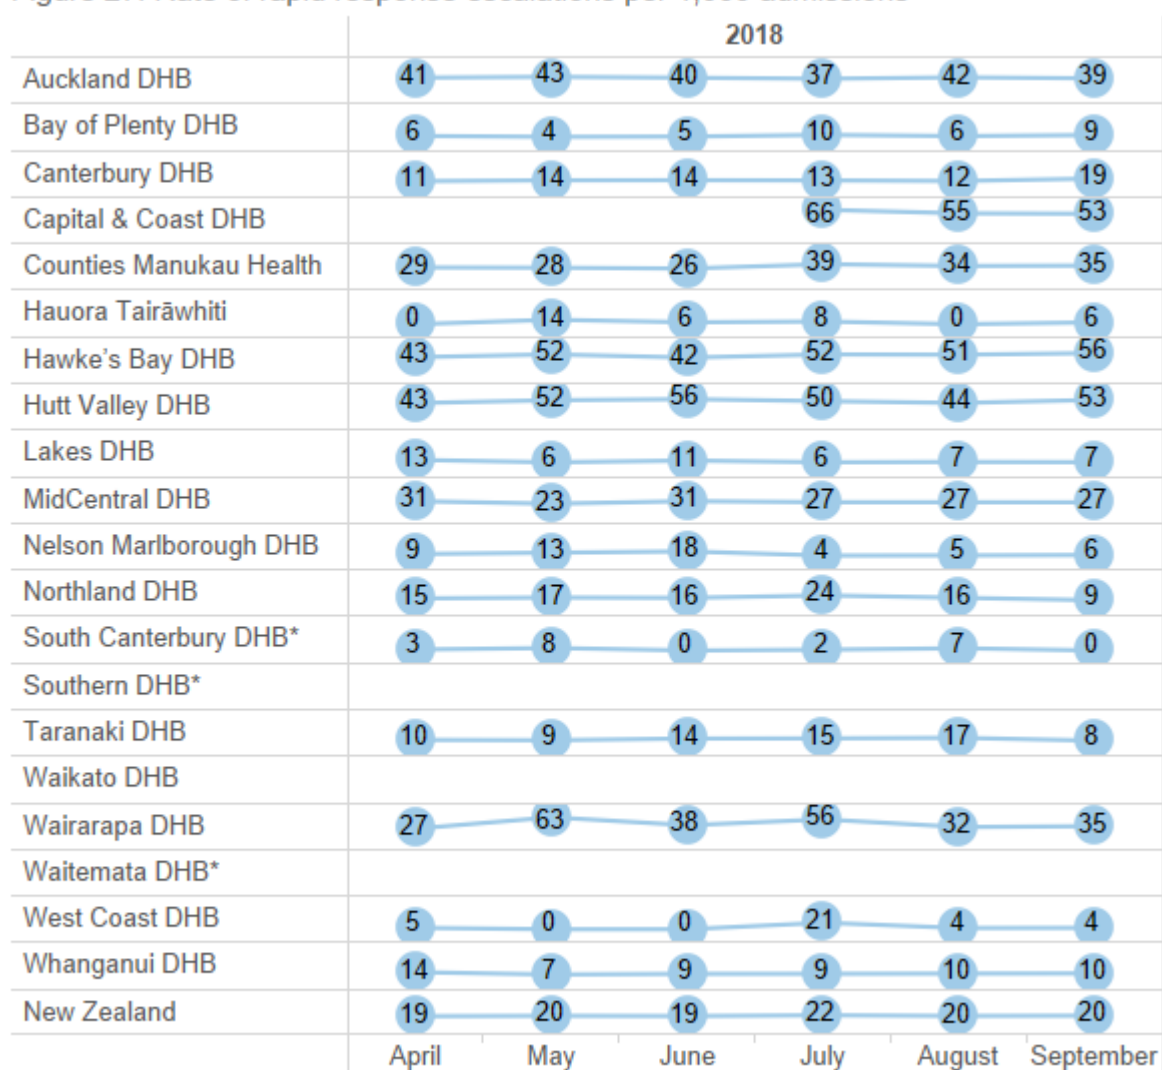 2018
Auckland DHB 41 43 40 37 42 39
Bay of Plenty DHB 6 4 5 10 6 9
Canterbury DHB 11 14 14 13 12 19
Capital & Coast DHB 66 55 53
Counties Manukau Health 29 28 26 39 34 35
Hauora Tairāwhiti 0 14 6 8 0 6
Hawke's Bay DHB 43 52 42 52 51 56
Hutt Valley DHB 43 52 56 50 44 53
Lakes DHB 13 6 11 6 7 7
MidCentral DHB 31 23 31 27 27 27
Nelson Marlborough DHB 9 13 18 4 5 6
Northland DHB 15 17 16 24 16 9
South Canterbury DHB* 3 8 0 2 7 0
Southern DHB*
Taranaki DHB 10 9 14 15 17 8
Waikato DHB
Wairarapa DHB 27 63 38 56 32 35
Waitemata DHB*
West Coast DHB 5 0 0 21 4 4
Whanganui DHB 14 7 9 9 10 10
New Zealand 19 20 19 22 20 20
April May June July August September